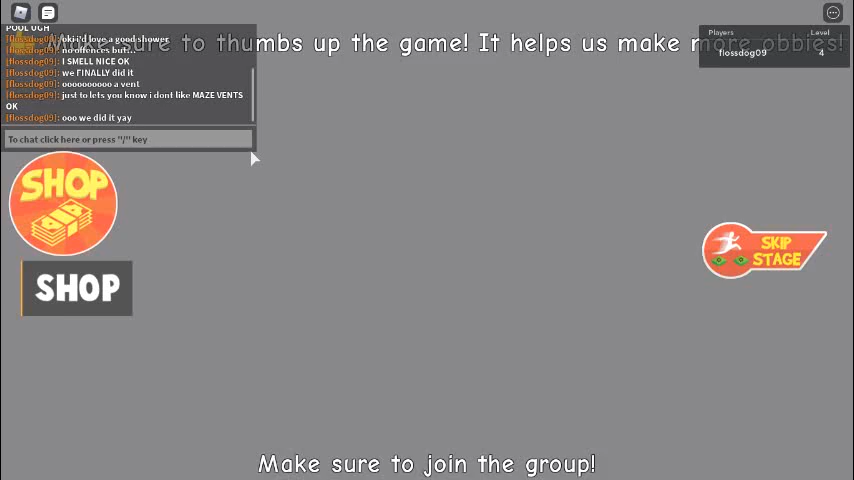 POOL UGH
[flossdog09]: oki i'd love a good shower
[flossdog09]: no offences but...
[flossdog09]: I SMELL NICE OK
[flossdog09]: we FINALLY did it
[flossdog09]: oooooooooo a vent
[flossdog09]: just to lets you know i dont like MAZE VENTS
OK
[flossdog09]: ooo we did it yay
To chat click here or press "/" key
Make sure to thumbs up the game! It helps us make more obbies!
Players Level
flossdog09 4
SHOP
SHOP
SKIP
STAGE
Make sure to join the group!